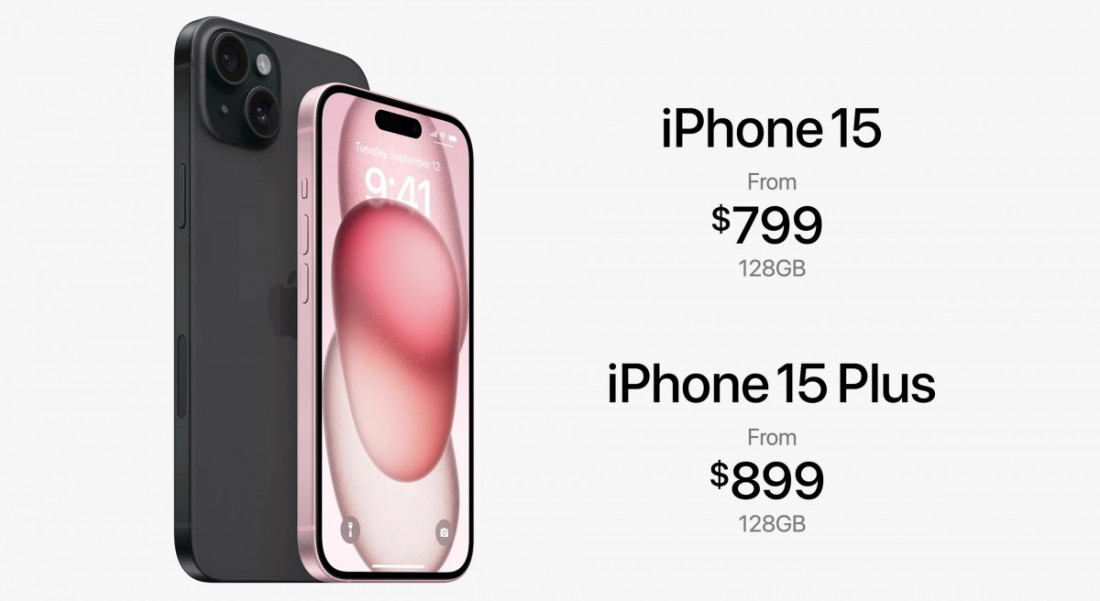 Tuesday, September 12
9:41
iPhone 15
From
$799
128GB
iPhone 15 Plus
From
$899
128GB